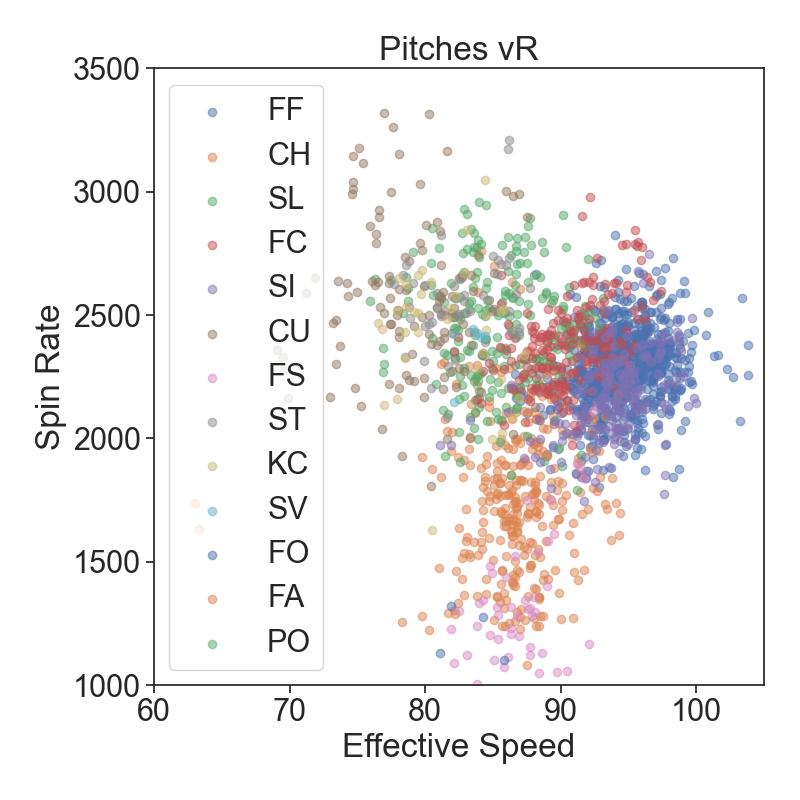 Pitches vR
3500
3000
2500
2000
1500
1000
Spin Rate
FF
CH
SL
FC
SI
CU
FS
ST
KC
SV
FO
FA
PO
60 70 80 90 100
Effective Speed